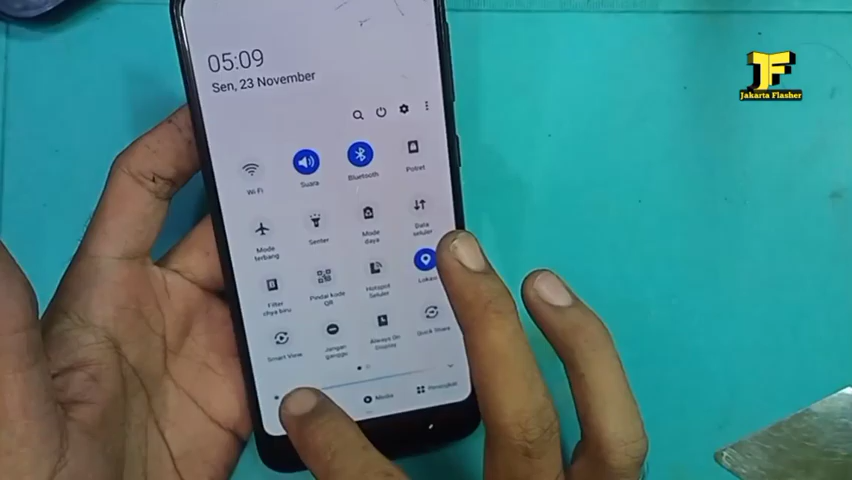 JF
Jakarta Flasher
05:09
Sen, 23 November
Wi Fi
Suara
Bluetooth
Potret
Mode
terbang
Senter
Mode
daya
Data
seluler
Filter
chya biru
Pindai kode
QR
Hotspot
Seluler
Lokasi
Smart View
Jangan
ganggu
Always On
Display
Quick Share
Media
Perangkat